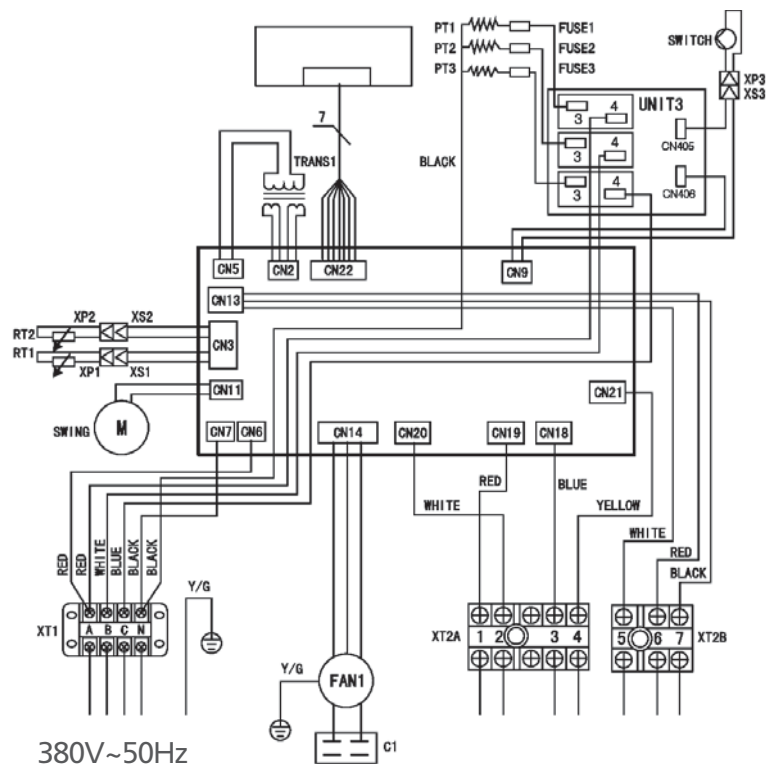 PT1 FUSE1
PT2 FUSE2
PT3 FUSE3
SWITCH
XP3
XS3
UNIT3
3 4
3 4
3 4
CN405
CN406
7
TRANS1
BLACK
CN5 CN2 CN22 CN9
CN13
XP2 XS2
RT2
CN3
RT1
XP1 XS1
CN11
CN21
SWING M
CN7 CN6 CN14 CN20 CN19 CN18
RED
BLUE
WHITE YELLOW
WHITE
RED
BLACK
RED RED WHITE BLUE BLACK BLACK
Y/G
XT1 A B C N
XT2A 1 2 3 4
5 6 7 XT2B
Y/G FAN1
C1
380V~50Hz